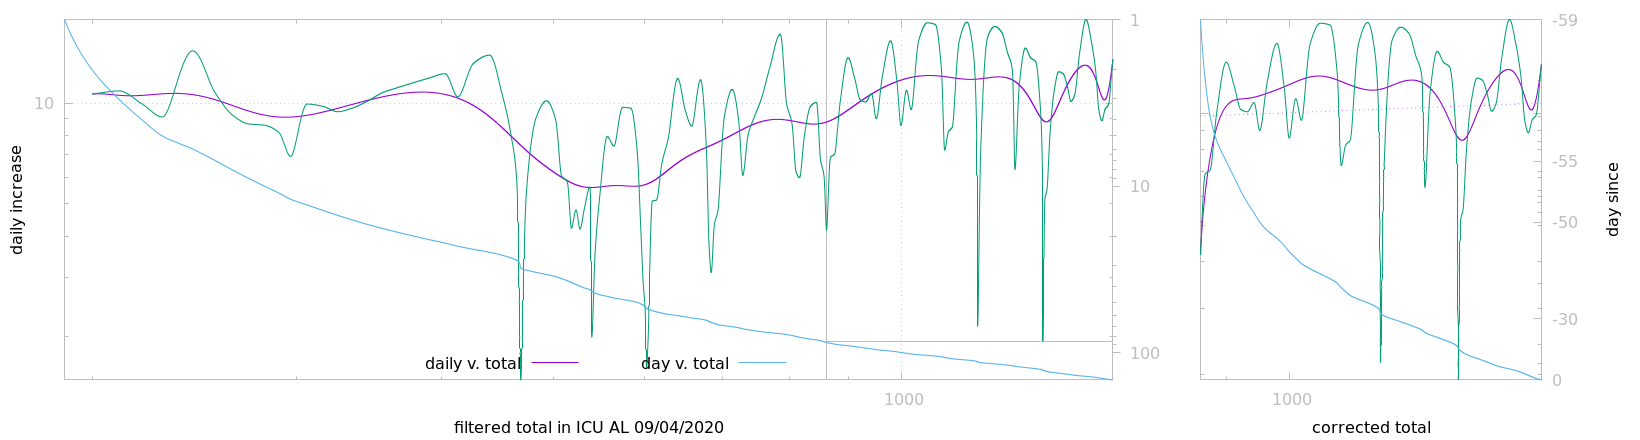 1
-59
10
daily increase
-55
10
day since
-50
-30
daily v. total
day v. total
100
0
1000
1000
filtered total in ICU AL 09/04/2020
corrected total